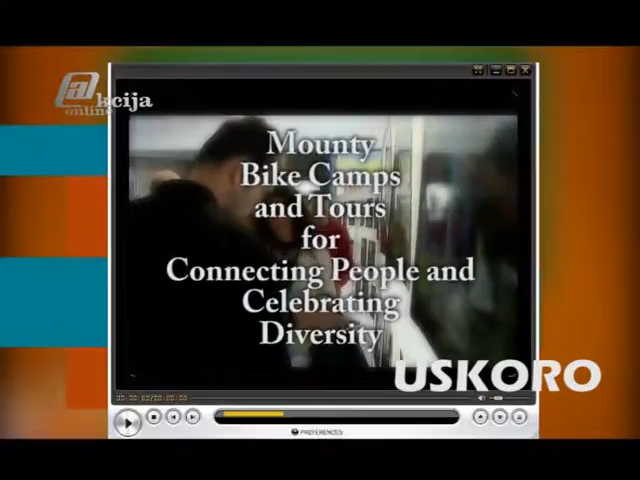 @kcija
online
Mounty
Bike Camps
and Tours
for
Connecting People and
Celebrating
Diversity
USKORO
PREFERENCES